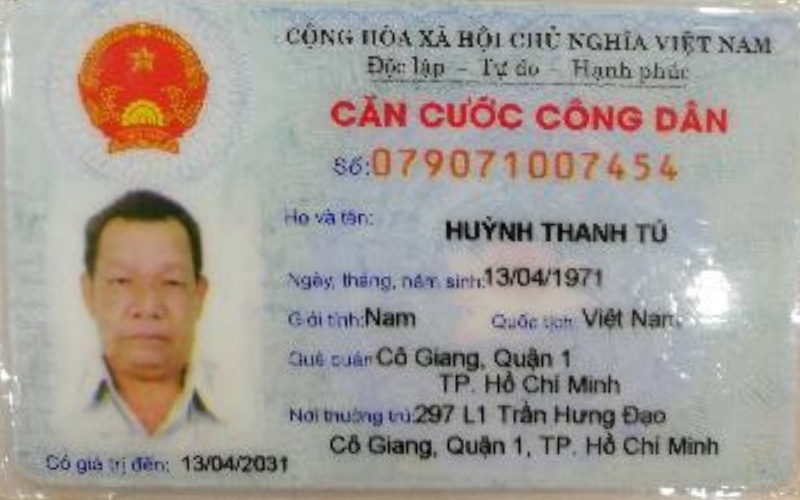 CỘNG HÒA XÃ HỘI CHỦ NGHĨA VIỆT NAM
Độc lập - Tự do - Hạnh phúc
CĂN CƯỚC CÔNG DÂN
Số: 079071007454
Họ và tên: HUỲNH THANH TÚ
Ngày, tháng, năm sinh: 13/04/1971
Giới tính: Nam Quốc tịch: Việt Nam
Quê quán: Cô Giang, Quận 1
TP. Hồ Chí Minh
Nơi thường trú: 297 L1 Trần Hưng Đạo
Cô Giang, Quận 1, TP. Hồ Chí Minh
Có giá trị đến: 13/04/2031